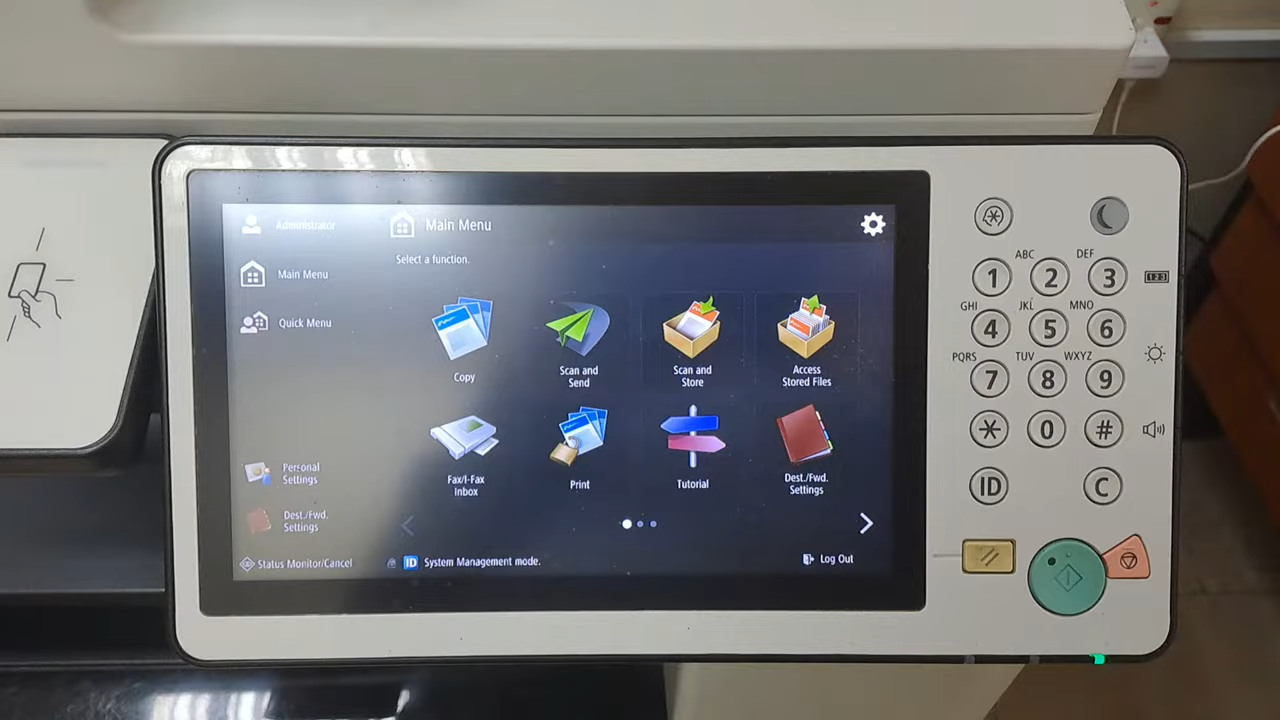 Administrator
Main Menu
Main Menu
Select a function.
Quick Menu
Copy
Scan and
Send
Scan and
Store
Access
Stored Files
Fax/I-Fax
Inbox
Print
Tutorial
Dest./Fwd.
Settings
Personal
Settings
Dest./Fwd.
Settings
Status Monitor/Cancel
ID System Management mode.
Log Out
ABC DEF
1 2 3
GHI JKL MNO
4 5 6
PQRS TUV WXYZ
7 8 9
* 0 #
ID C
123